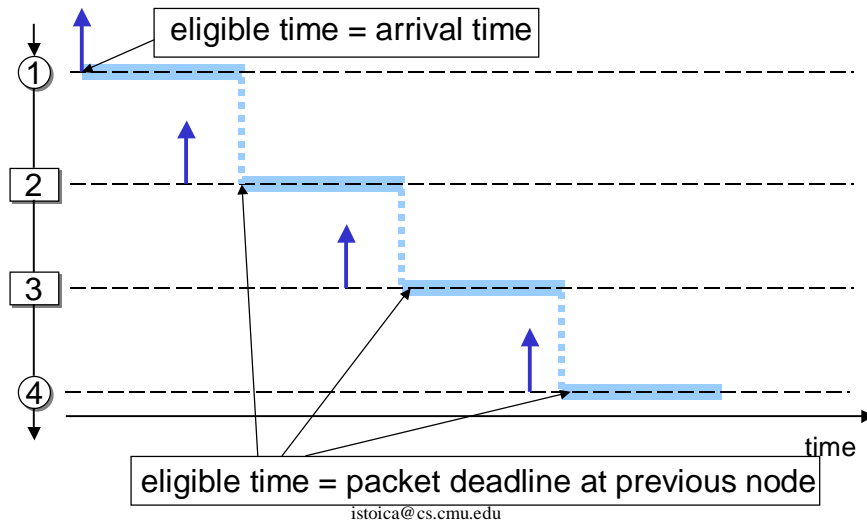 eligible time = arrival time
1
2
3
4
time
eligible time = packet deadline at previous node
istoica@cs.cmu.edu